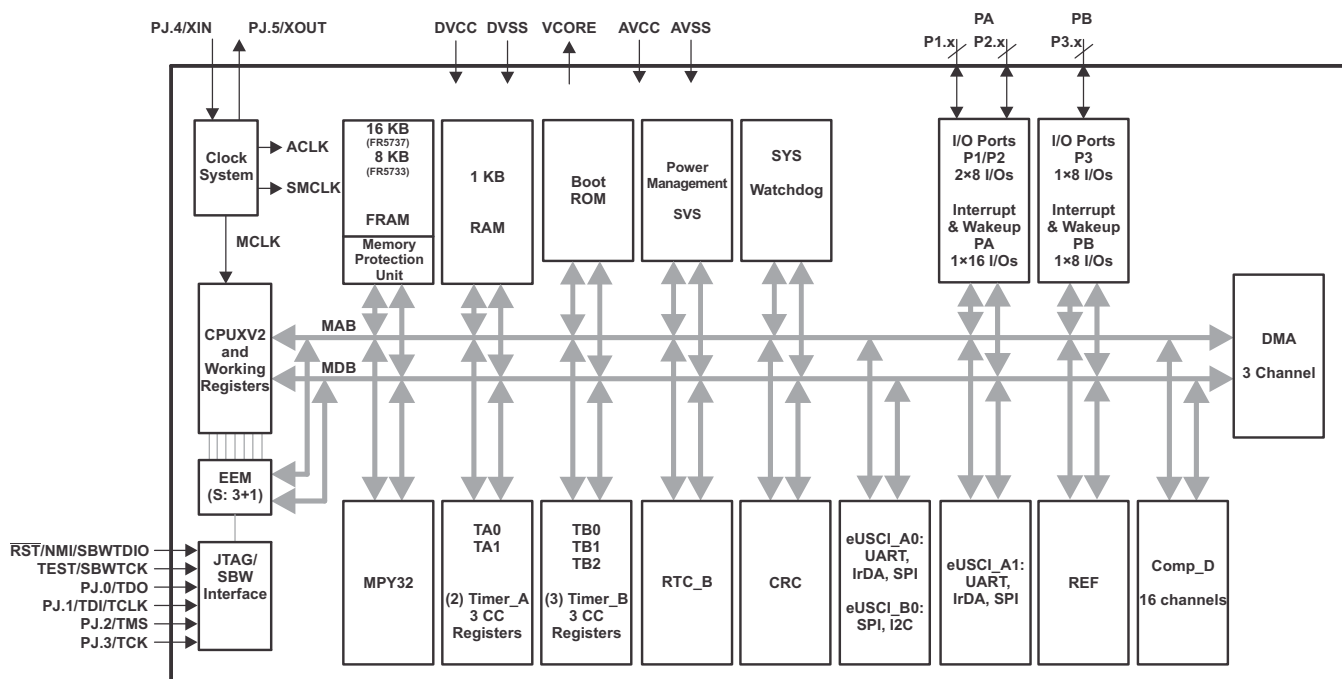 PJ.4/XIN
PJ.5/XOUT
DVCC
DVSS
VCORE
AVCC
AVSS
PA
P1.x
P2.x
PB
P3.x
Clock
System
ACLK
SMCLK
MCLK
16 KB
(FR5737)
8 KB
(FR5733)
FRAM
Memory
Protection
Unit
1 KB
RAM
Boot
ROM
Power
Management
SVS
SYS
Watchdog
I/O Ports
P1/P2
2×8 I/Os
Interrupt
& Wakeup
PA
1×16 I/Os
I/O Ports
P3
1×8 I/Os
Interrupt
& Wakeup
PB
1×8 I/Os
CPUXV2
and
Working
Registers
MAB
MDB
DMA
3 Channel
EEM
(S: 3+1)
RST/NMI/SBWTDIO
TEST/SBWTCK
PJ.0/TDO
PJ.1/TDI/TCLK
PJ.2/TMS
PJ.3/TCK
JTAG/
SBW
Interface
MPY32
TA0
TA1
(2) Timer_A
3 CC
Registers
TB0
TB1
TB2
(3) Timer_B
3 CC
Registers
RTC_B
CRC
eUSCI_A0:
UART,
IrDA, SPI
eUSCI_B0:
SPI, I2C
eUSCI_A1:
UART,
IrDA, SPI
REF
Comp_D
16 channels